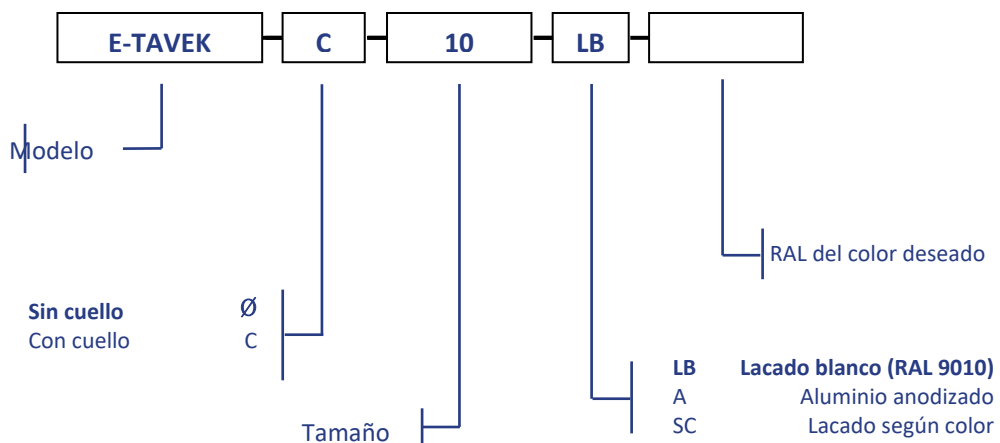 E-TAVEK C 10 LB
Modelo
RAL del color deseado
Sin cuello Ø
Con cuello C
LB Lacado blanco (RAL 9010)
A Aluminio anodizado
SC Lacado según color
Tamaño